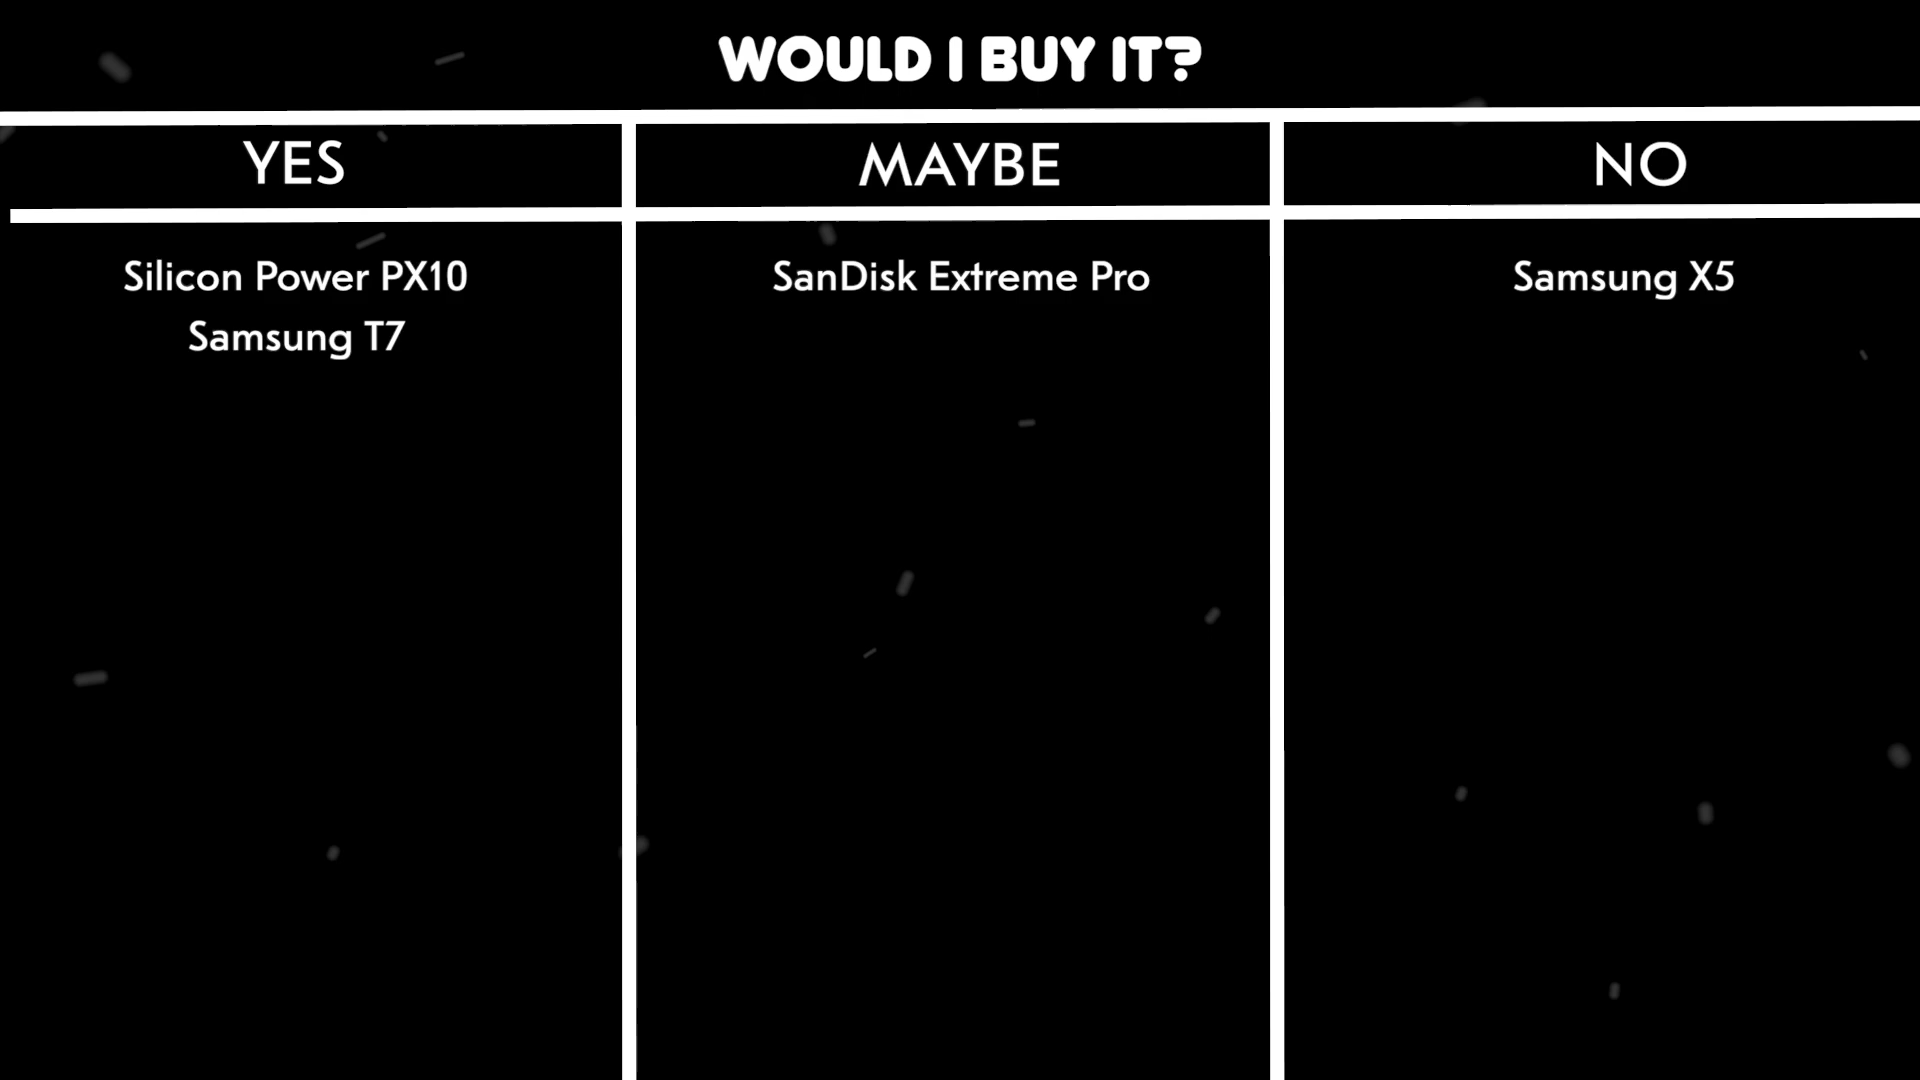 WOULD I BUY IT?
YES
MAYBE
NO
Silicon Power PX10
Samsung T7
SanDisk Extreme Pro
Samsung X5